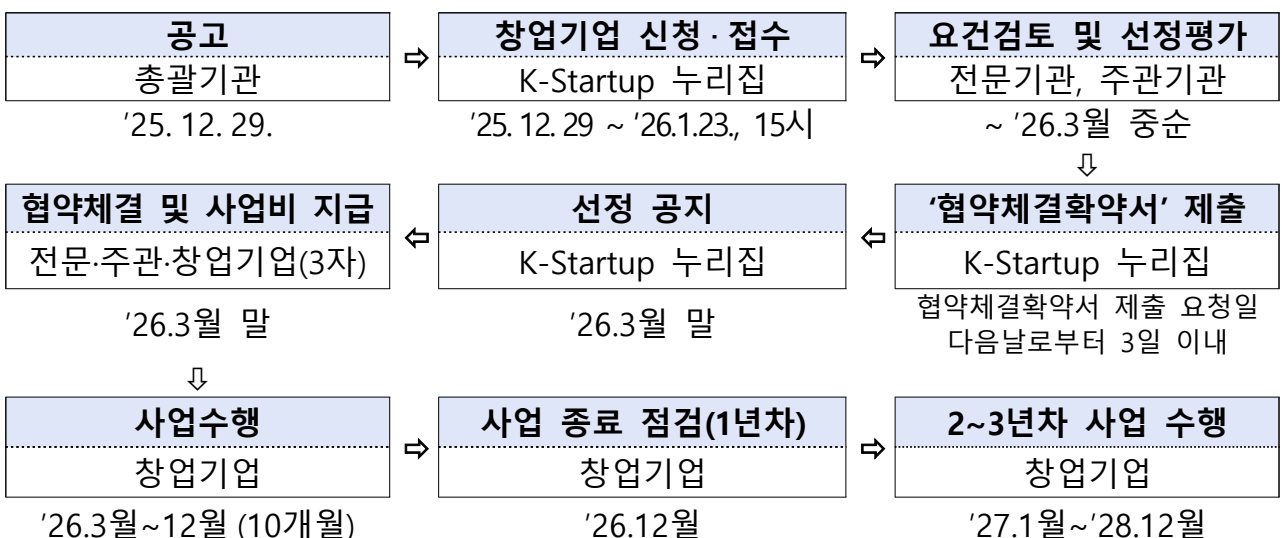 공고
총괄기관
'25. 12. 29.
⇨
창업기업 신청·접수
K-Startup 누리집
'25. 12. 29 ~ '26.1.23., 15시
⇨
요건검토 및 선정평가
전문기관, 주관기관
~ '26.3월 중순
⇩
'협약체결확약서' 제출
K-Startup 누리집
협약체결확약서 제출 요청일
다음날로부터 3일 이내
⇦
선정 공지
K-Startup 누리집
'26.3월 말
⇦
협약체결 및 사업비 지급
전문·주관·창업기업(3자)
'26.3월 말
⇩
사업수행
창업기업
'26.3월~12월 (10개월)
⇨
사업 종료 점검(1년차)
창업기업
'26.12월
⇨
2~3년차 사업 수행
창업기업
'27.1월~'28.12월